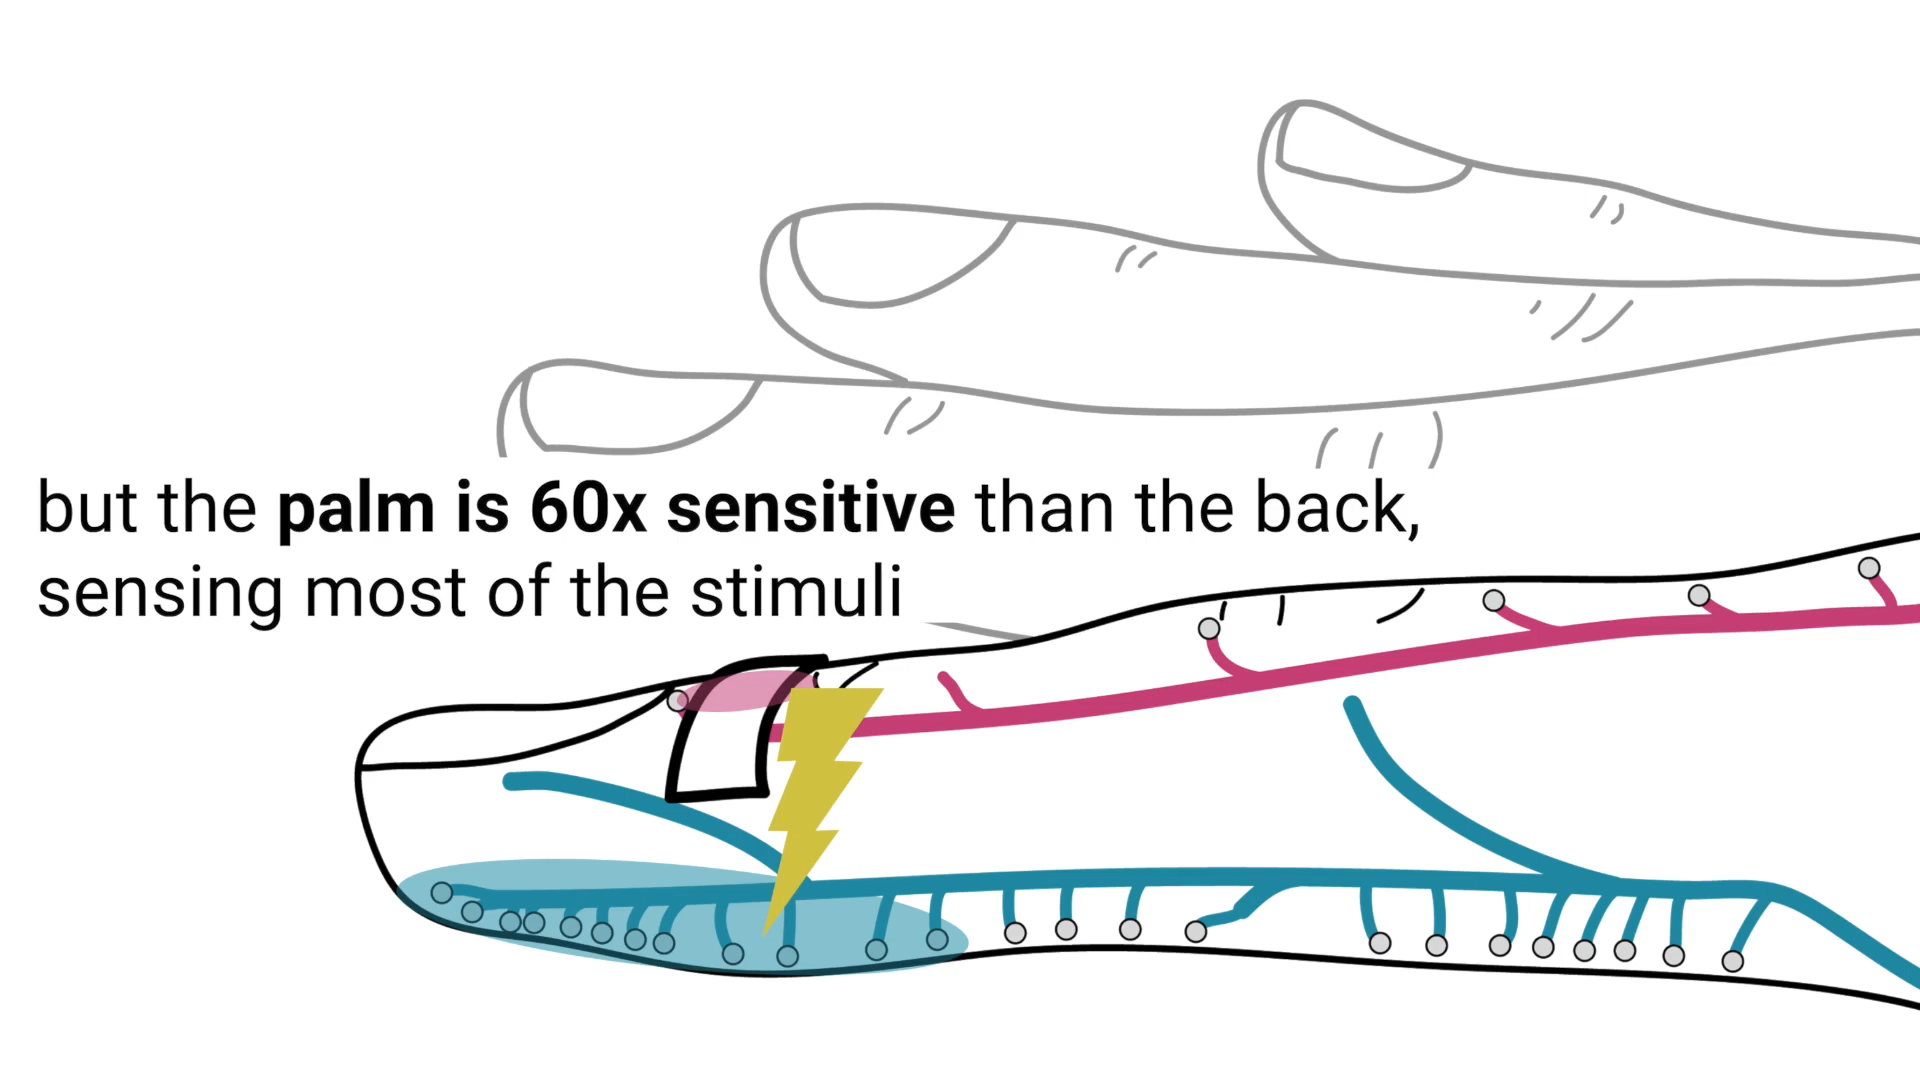 but the palm is 60x sensitive than the back,
sensing most of the stimuli